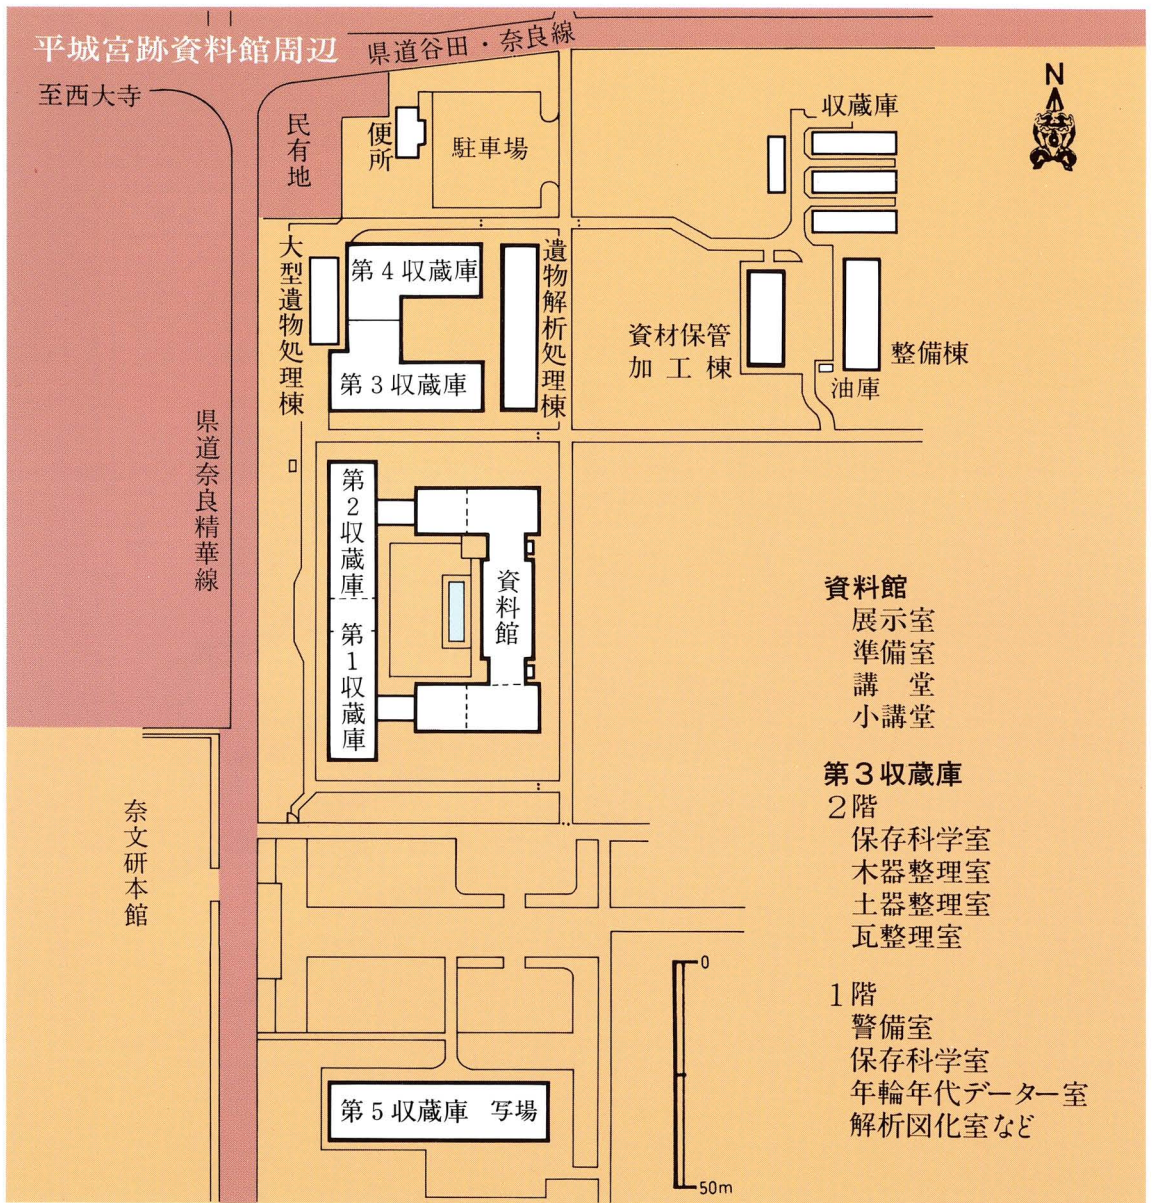 平城宮跡資料館周辺
県道谷田・奈良線
至西大寺
民有地
便所
駐車場
収蔵庫
N
大型遺物処理棟
第4収蔵庫
遺物解析処理棟
第3収蔵庫
資材保管
加工棟
整備棟
油庫
県道奈良精華線
第2収蔵庫
第1収蔵庫
資料館
奈文研本館
第5収蔵庫 写場
0
50m
資料館
展示室
準備室
講 堂
小講堂
第3収蔵庫
2階
保存科学室
木器整理室
土器整理室
瓦整理室
1階
警備室
保存科学室
年輪年代データー室
解析図化室など